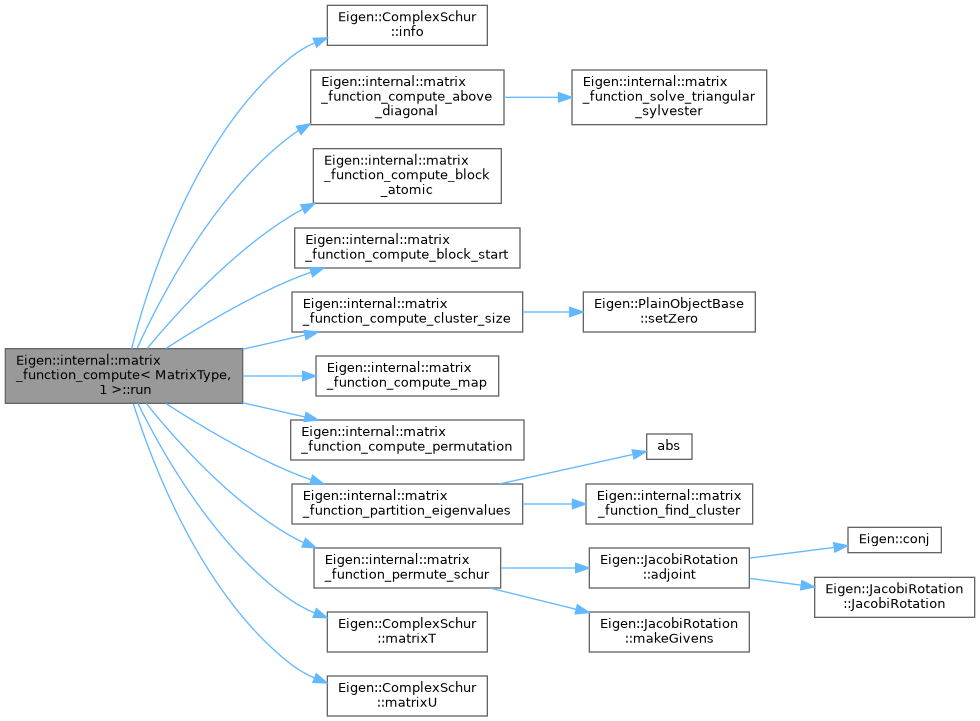 Eigen::ComplexSchur
::info
Eigen::internal::matrix
_function_compute_above
_diagonal
Eigen::internal::matrix
_function_solve_triangular
_sylvester
Eigen::internal::matrix
_function_compute_block
_atomic
Eigen::internal::matrix
_function_compute_block_start
Eigen::internal::matrix
_function_compute_cluster_size
Eigen::PlainObjectBase
::setZero
Eigen::internal::matrix
_function_compute< MatrixType,
1 >::run
Eigen::internal::matrix
_function_compute_map
Eigen::internal::matrix
_function_compute_permutation
abs
Eigen::internal::matrix
_function_partition_eigenvalues
Eigen::internal::matrix
_function_find_cluster
Eigen::internal::matrix
_function_permute_schur
Eigen::JacobiRotation
::adjoint
Eigen::conj
Eigen::JacobiRotation
::JacobiRotation
Eigen::ComplexSchur
::matrixT
Eigen::JacobiRotation
::makeGivens
Eigen::ComplexSchur
::matrixU